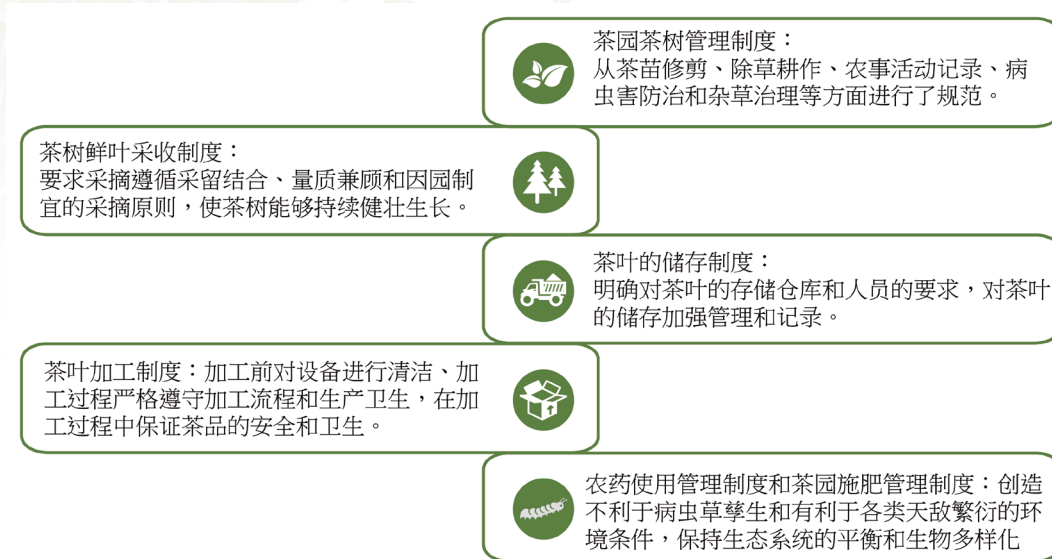 茶园茶树管理制度：
从茶苗修剪、除草耕作、农事活动记录、病
虫害防治和杂草治理等方面进行了规范。
茶树鲜叶采收制度：
要求采摘遵循采留结合、量质兼顾和因园制
宜的采摘原则，使茶树能够持续健壮生长。
茶叶的储存制度：
明确对茶叶的存储仓库和人员的要求，对茶叶
的储存加强管理和记录。
茶叶加工制度：加工前对设备进行清洁、加
工过程严格遵守加工流程和生产卫生，在加
工过程中保证茶品的安全和卫生。
农药使用管理制度和茶园施肥管理制度：创造
不利于病虫草孳生和有利于各类天敌繁衍的环
境条件，保持生态系统的平衡和生物多样化